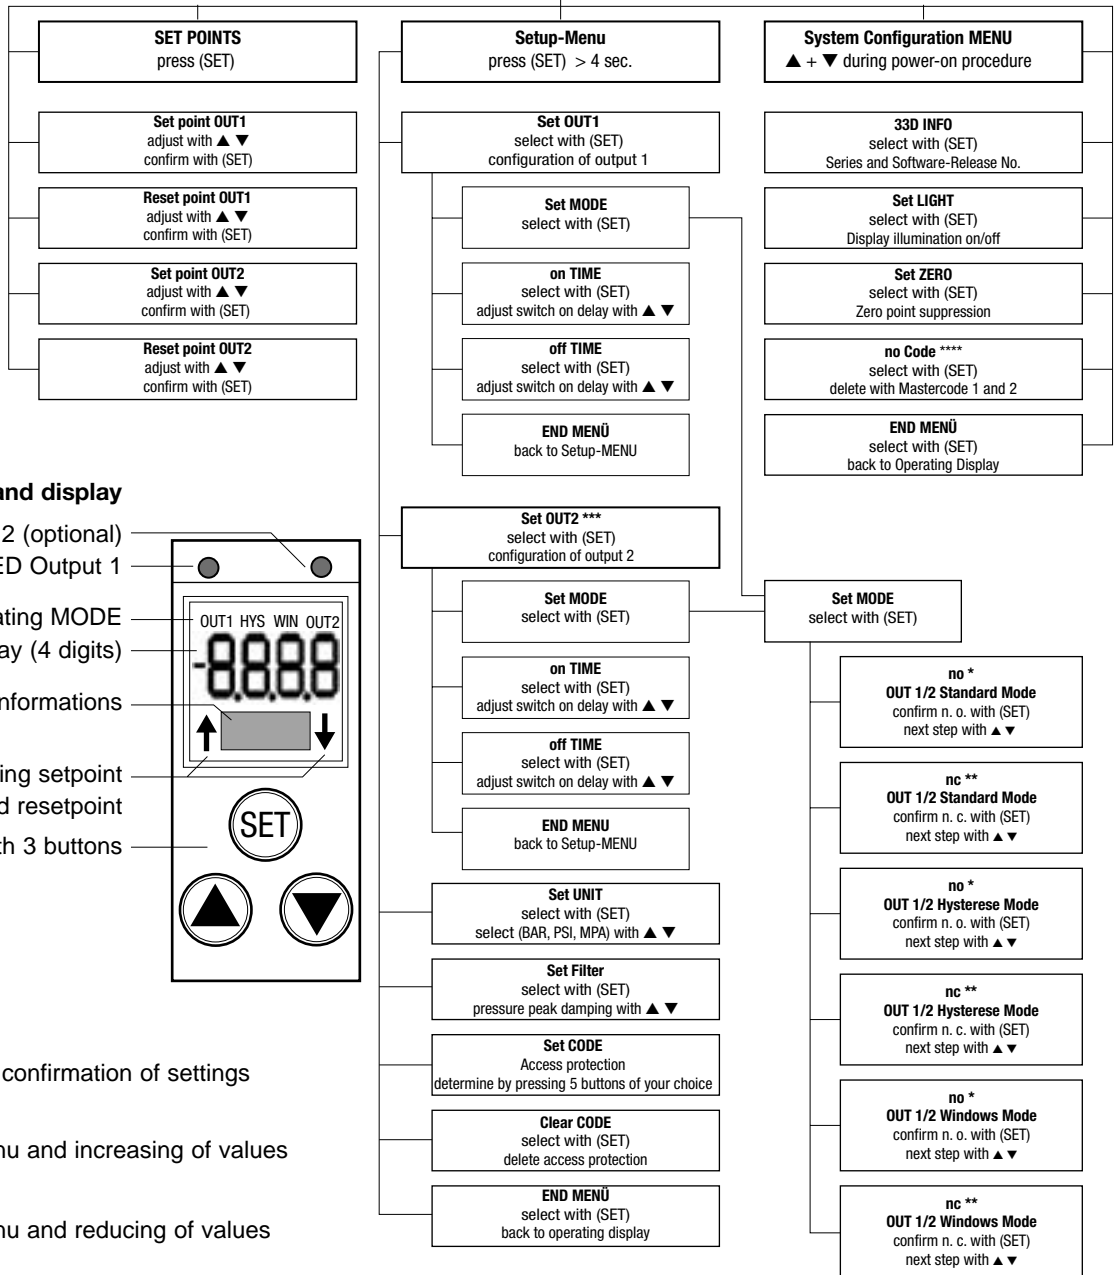 SET POINTS
press (SET)
Set point OUT1
adjust with ▲ ▼
confirm with (SET)
Reset point OUT1
adjust with ▲ ▼
confirm with (SET)
Set point OUT2
adjust with ▲ ▼
confirm with (SET)
Reset point OUT2
adjust with ▲ ▼
confirm with (SET)
Setup-Menu
press (SET) > 4 sec.
Set OUT1
select with (SET)
configuration of output 1
Set MODE
select with (SET)
on TIME
select with (SET)
adjust switch on delay with ▲ ▼
off TIME
select with (SET)
adjust switch on delay with ▲ ▼
END MENÜ
back to Setup-MENU
Set OUT2 ***
select with (SET)
configuration of output 2
Set MODE
select with (SET)
on TIME
select with (SET)
adjust switch on delay with ▲ ▼
off TIME
select with (SET)
adjust switch on delay with ▲ ▼
END MENU
back to Setup-MENU
Set UNIT
select with (SET)
select (BAR, PSI, MPA) with ▲ ▼
Set Filter
select with (SET)
pressure peak damping with ▲ ▼
Set CODE
Access protection
determine by pressing 5 buttons of your choice
Clear CODE
select with (SET)
delete access protection
END MENÜ
select with (SET)
back to operating display
System Configuration MENU
▲ + ▼ during power-on procedure
33D INFO
select with (SET)
Series and Software-Release No.
Set LIGHT
select with (SET)
Display illumination on/off
Set ZERO
select with (SET)
Zero point suppression
no Code ****
select with (SET)
delete with Mastercode 1 and 2
END MENÜ
select with (SET)
back to Operating Display
Set MODE
select with (SET)
no *
OUT 1/2 Standard Mode
confirm n. o. with (SET)
next step with ▲ ▼
nc **
OUT 1/2 Standard Mode
confirm n. c. with (SET)
next step with ▲ ▼
no *
OUT 1/2 Hysterese Mode
confirm n. o. with (SET)
next step with ▲ ▼
nc **
OUT 1/2 Hysterese Mode
confirm n. c. with (SET)
next step with ▲ ▼
no *
OUT 1/2 Windows Mode
confirm n. o. with (SET)
next step with ▲ ▼
nc **
OUT 1/2 Windows Mode
confirm n. c. with (SET)
next step with ▲ ▼
and display
2 (optional)
ED Output 1
ating MODE
ay (4 digits)
nformations
ing setpoint
d resetpoint
th 3 buttons
OUT1 HYS WIN OUT2
-8.8.8.8
SET
confirmation of settings
nu and increasing of values
nu and reducing of values